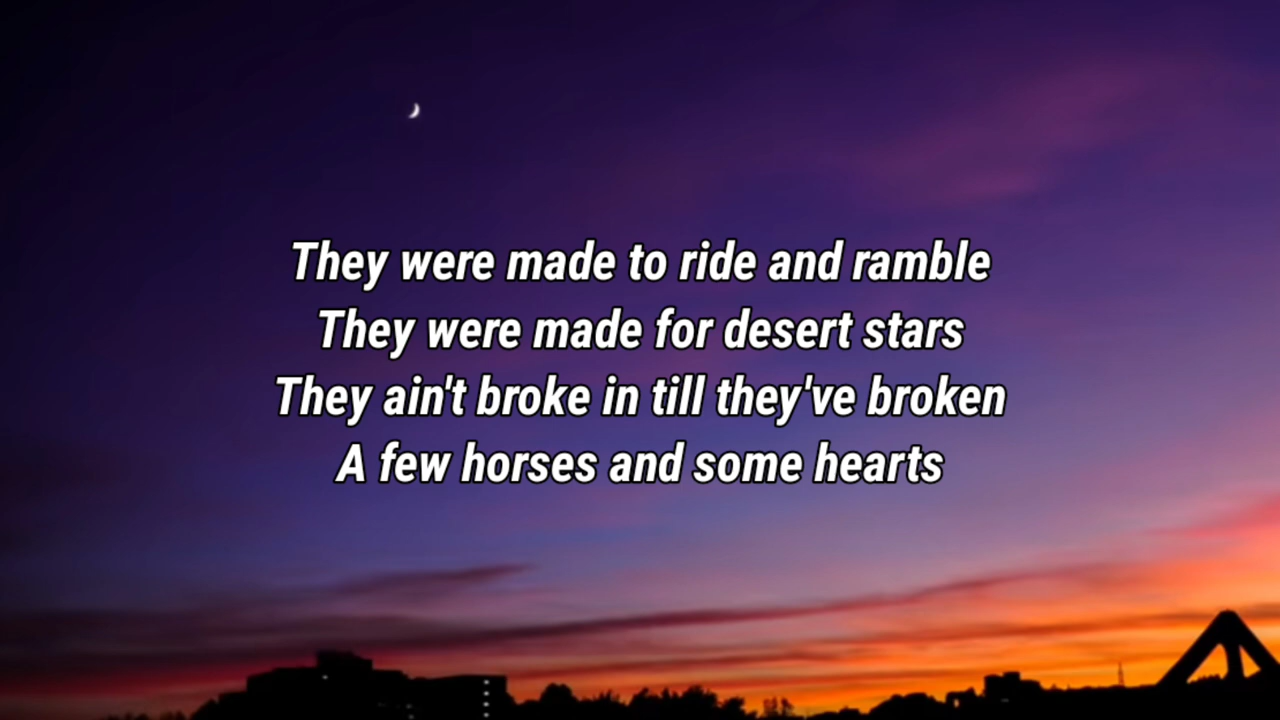 They were made to ride and ramble
They were made for desert stars
They ain't broke in till they've broken
A few horses and some hearts